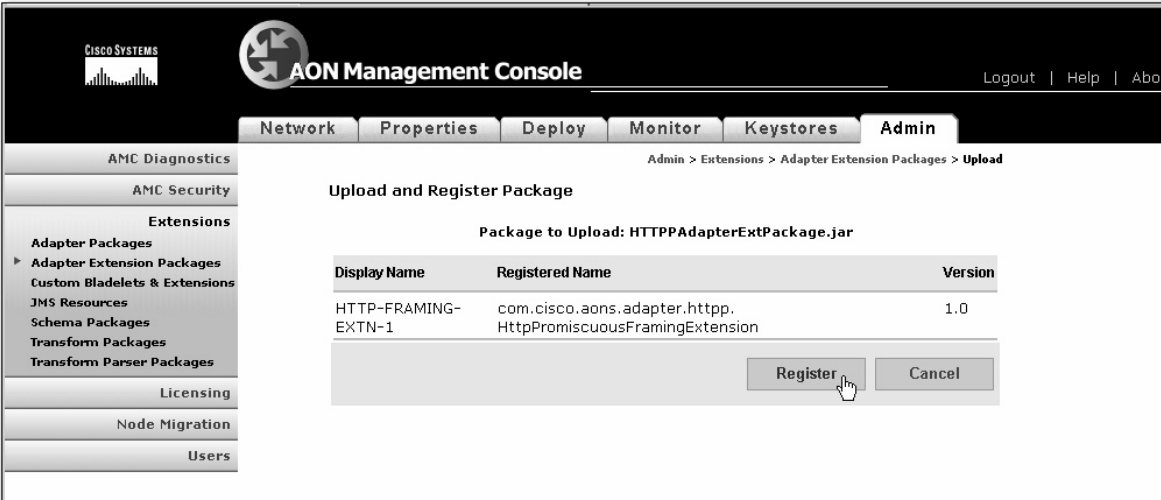 CISCO SYSTEMS
AON Management Console
Logout | Help | Abo
Network Properties Deploy Monitor Keystores Admin
AMC Diagnostics
AMC Security
Extensions
Adapter Packages
Adapter Extension Packages
Custom Bladelets & Extensions
JMS Resources
Schema Packages
Transform Packages
Transform Parser Packages
Licensing
Node Migration
Users
Admin > Extensions > Adapter Extension Packages > Upload
Upload and Register Package
Package to Upload: HTTPPAdapterExtPackage.jar
Display Name Registered Name Version
HTTP-FRAMING- com.cisco.aons.adapter.httpp. 1.0
EXTN-1 HttpPromiscuousFramingExtension
Register Cancel